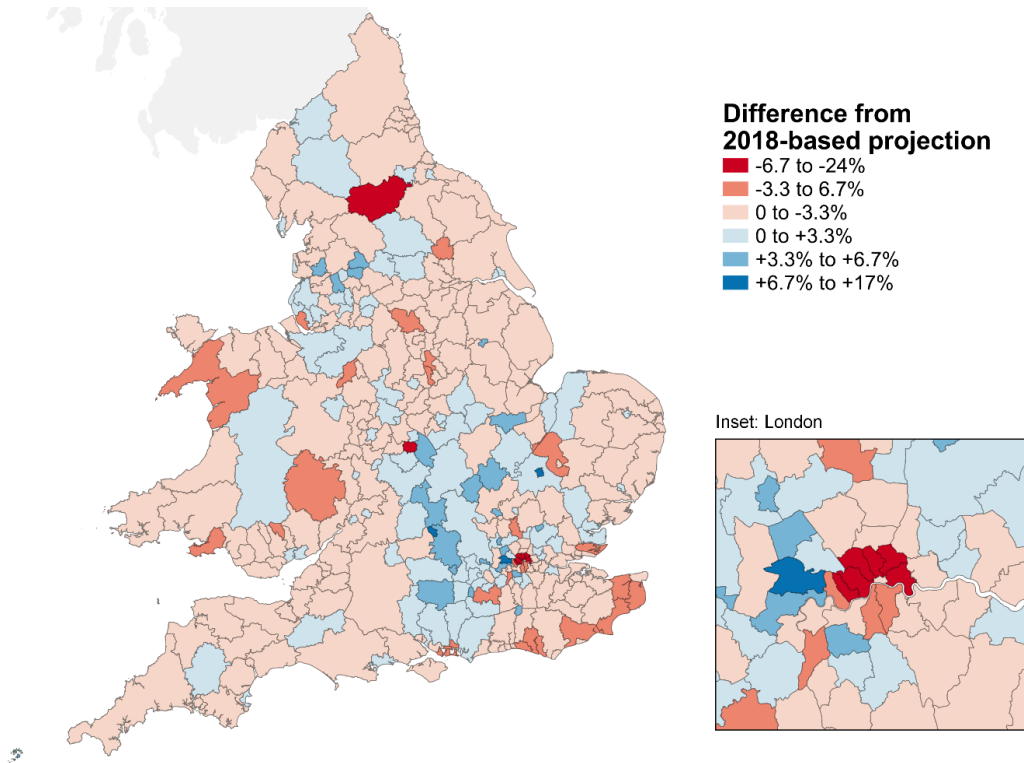 Difference from
2018-based projection
-6.7 to -24%
-3.3 to 6.7%
0 to -3.3%
0 to +3.3%
+3.3% to +6.7%
+6.7% to +17%
Inset: London